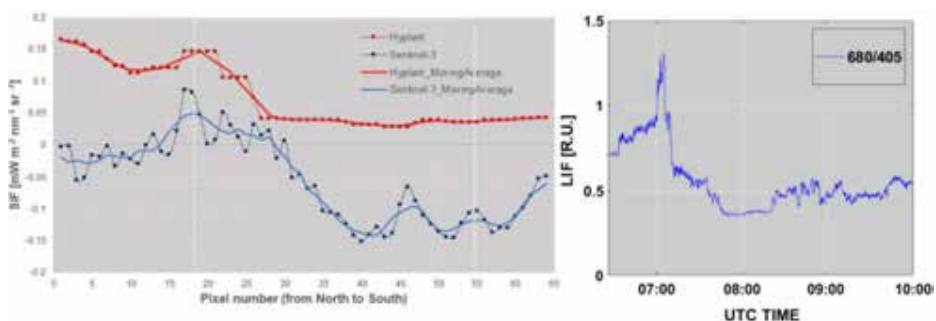 0.2
0.15
0.1
0.05
0
-0.05
-0.1
-0.15
-0.2
SIF [mW m⁻² nm⁻¹ sr⁻¹]
Hyplant
Sentinel-3
Hyplant_MovingAverage
Sentinel-3_MovingAverage
0 5 10 15 20 25 30 35 40 45 50 55 60 65
Pixel number (from North to South)
1.5
1
0.5
0
LIF [R.U.]
680/405
07:00 08:00 09:00 10:00
UTC TIME